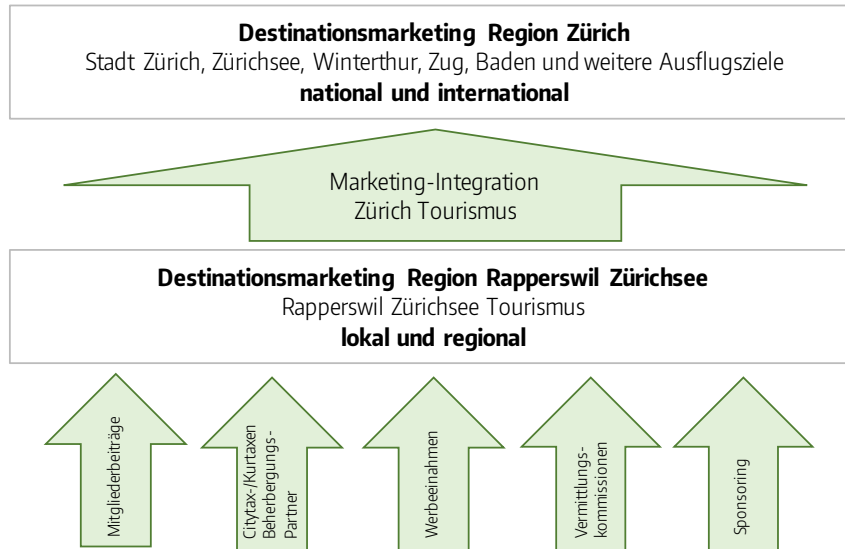 Destinationsmarketing Region Zürich
Stadt Zürich, Zürichsee, Winterthur, Zug, Baden und weitere Ausflugsziele
national und international
Marketing-Integration
Zürich Tourismus
Destinationsmarketing Region Rapperswil Zürichsee
Rapperswil Zürichsee Tourismus
lokal und regional
Mitgliederbeiträge
Citytax-/Kurtaxen
Beherbergungs-
Partner
Werbeeinahmen
Vermittlungs-
kommissionen
Sponsoring